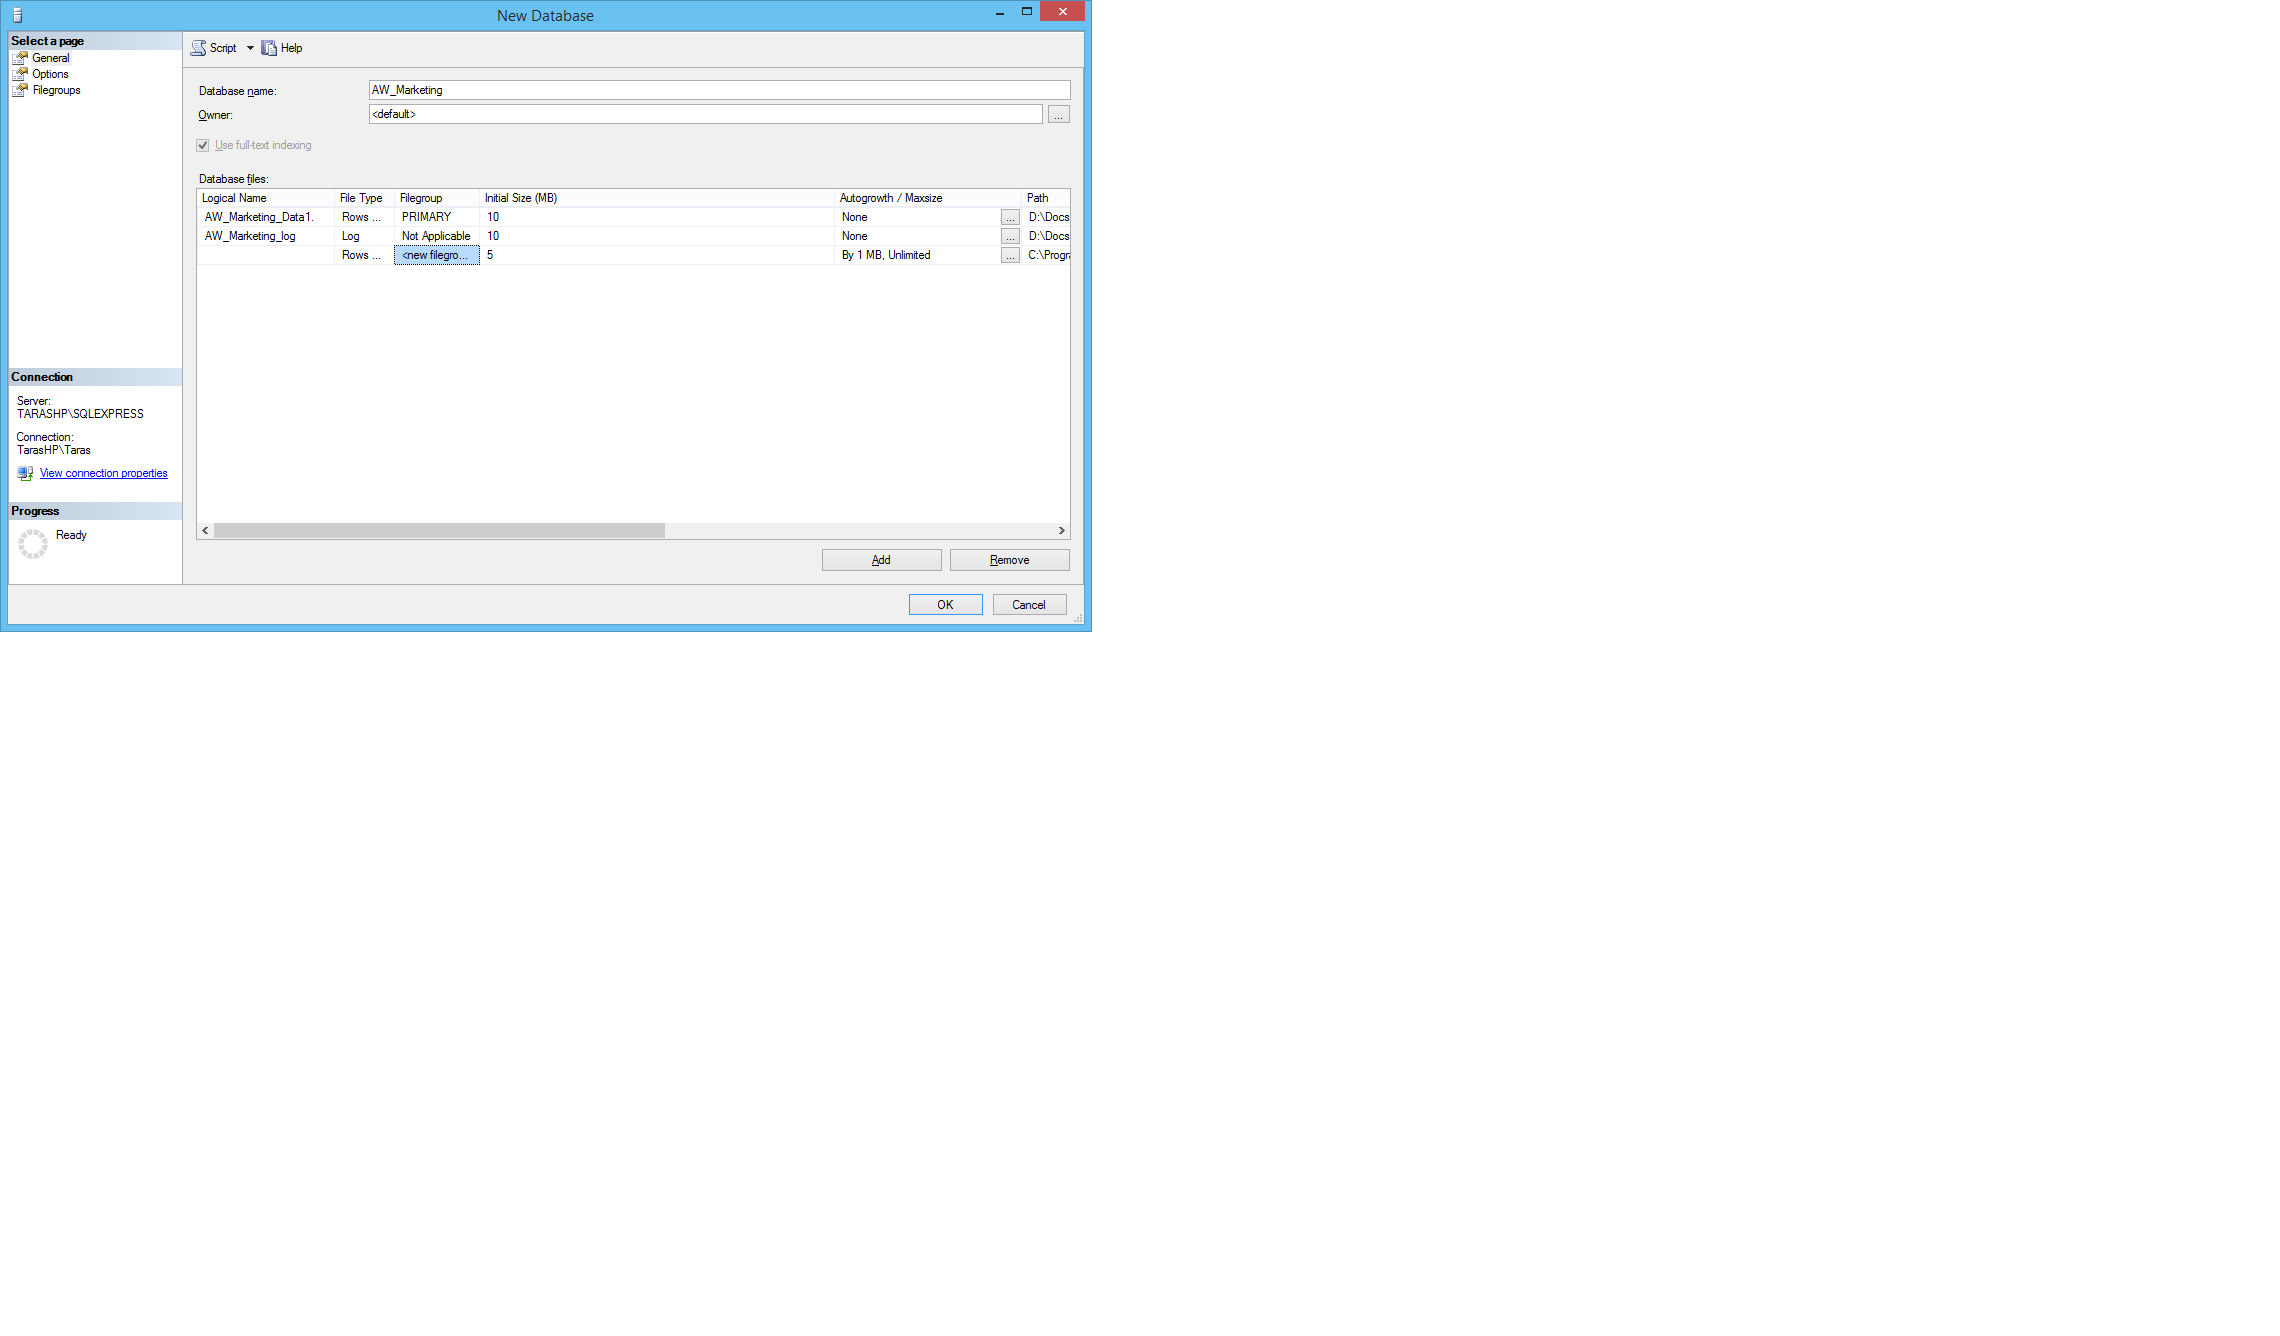 New Database
Select a page
General
Options
Filegroups
Script
Help
Database name:
AW_Marketing
Owner:
<default>
...
Use full-text indexing
Database files:
Logical Name File Type Filegroup Initial Size (MB) Autogrowth / Maxsize Path
AW_Marketing_Data1. Rows ... PRIMARY 10 None ... D:\Docs
AW_Marketing_log Log Not Applicable 10 None ... D:\Docs
Rows ... <new filegro... 5 By 1 MB, Unlimited ... C:\Progra
Connection
Server:
TARASHP\SQLEXPRESS
Connection:
TarasHP\Taras
View connection properties
Progress
Ready
Add
Remove
OK
Cancel